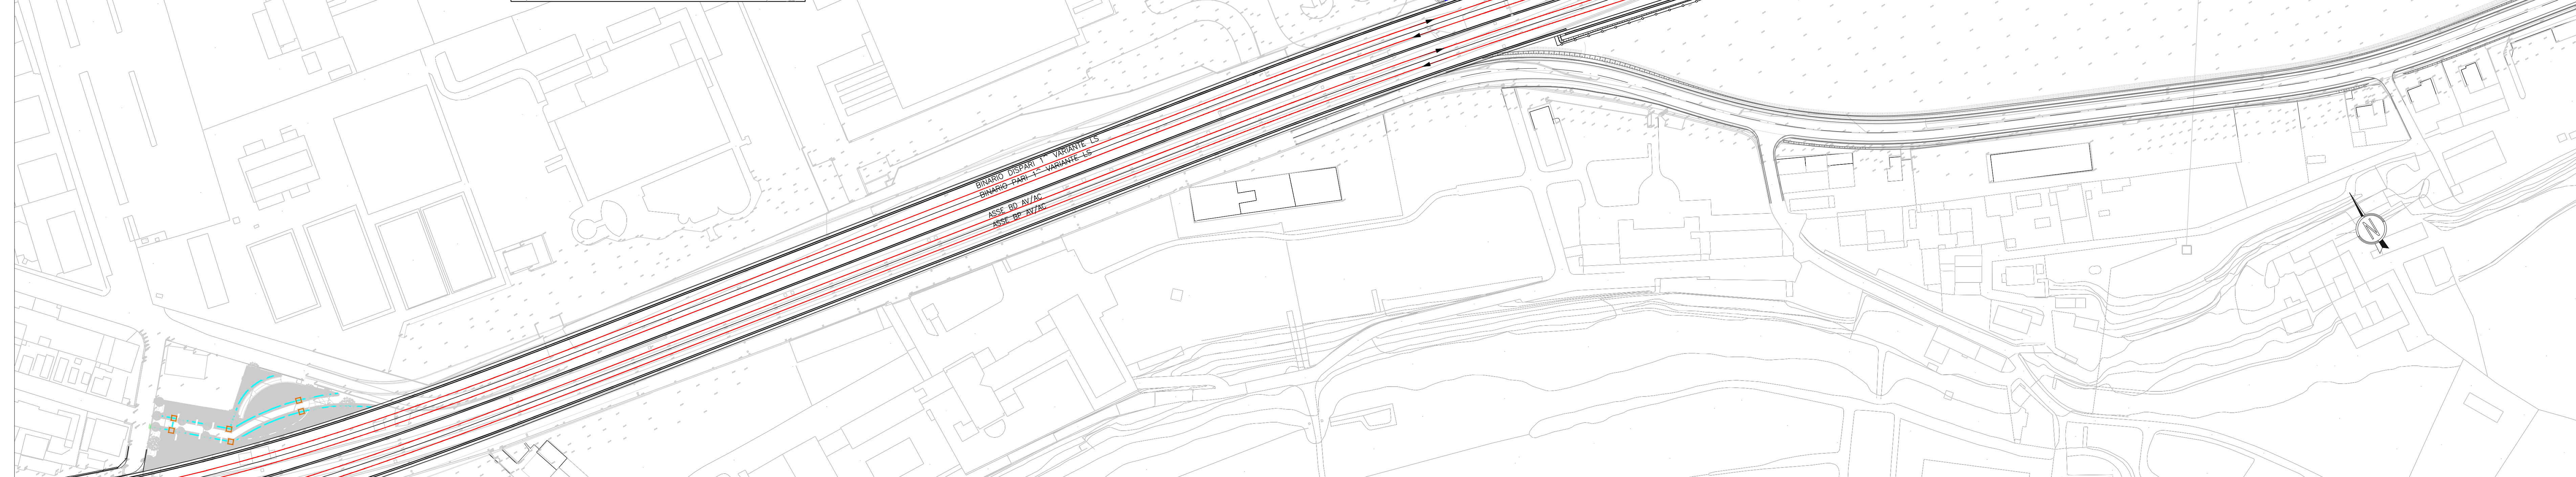 BINARIO DISPARI 1^ VARIANTE LS
BINARIO PARI 1^ VARIANTE LS
ASSE BD AV/AC
ASSE BP AV/AC
N